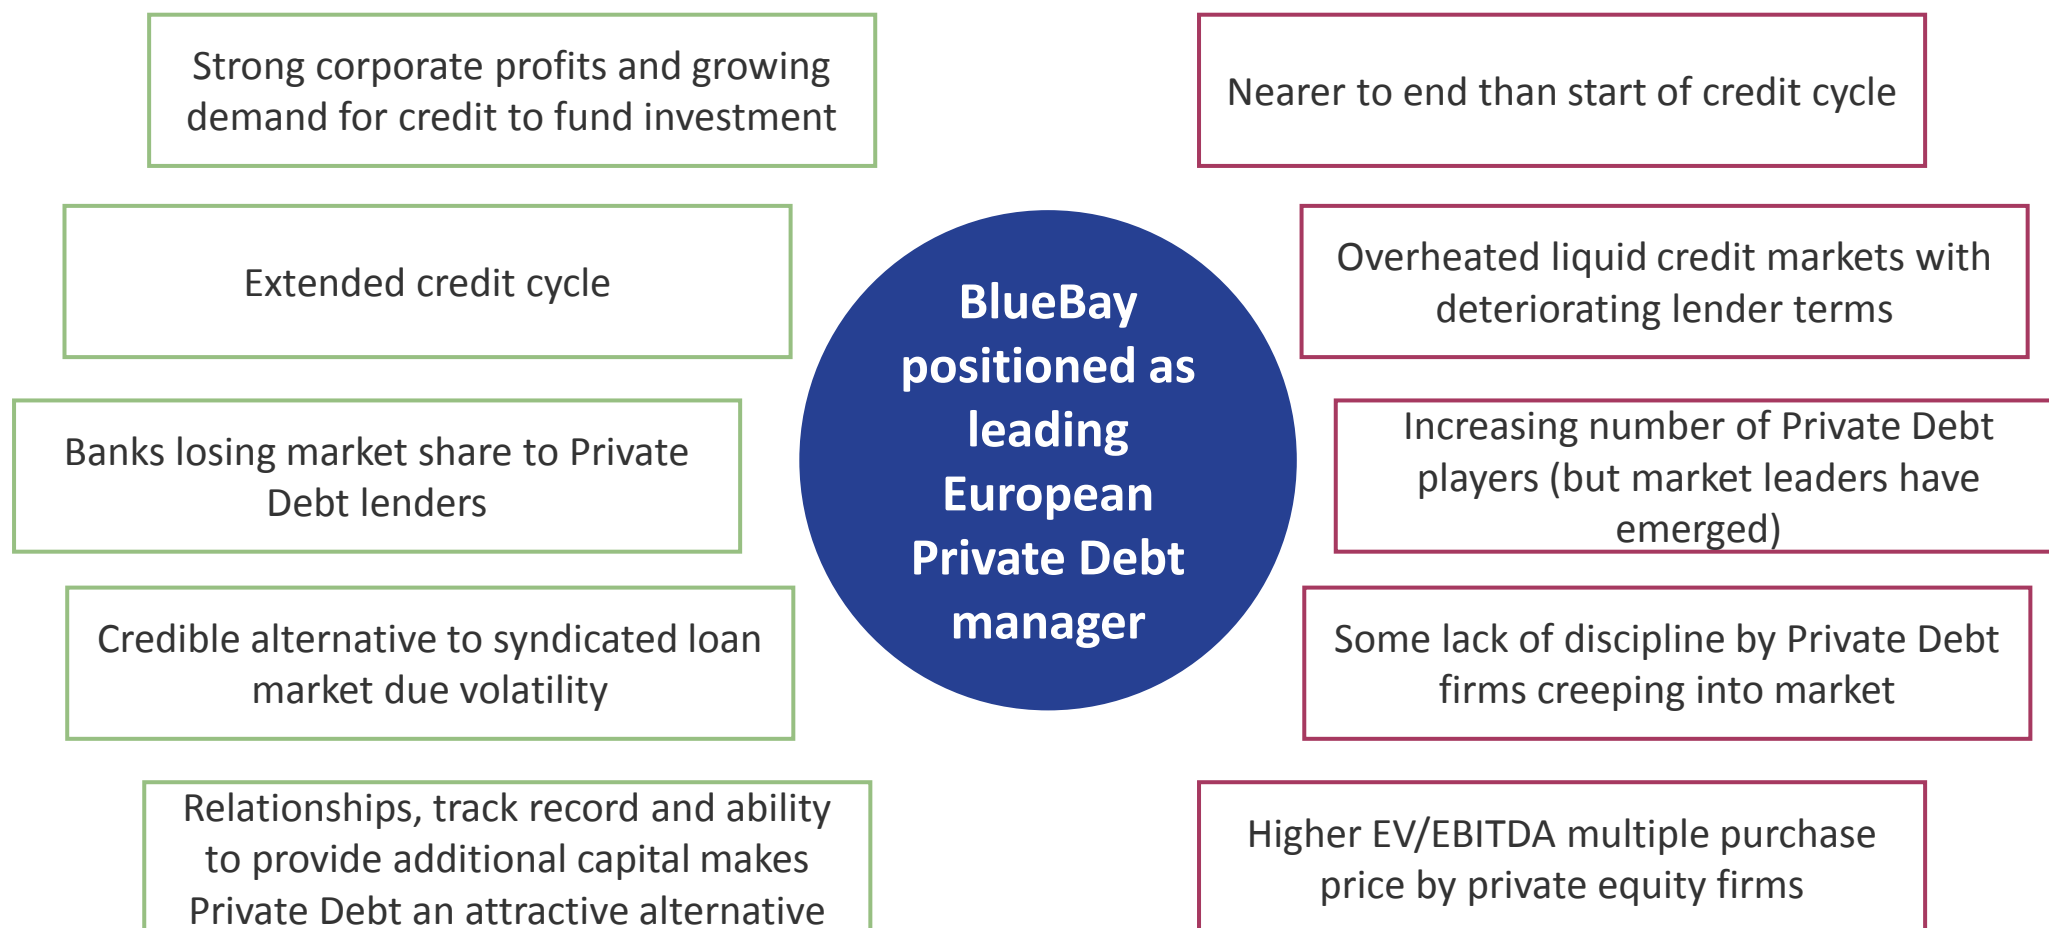 Strong corporate profits and growing
demand for credit to fund investment
Extended credit cycle
Banks losing market share to Private
Debt lenders
Credible alternative to syndicated loan
market due volatility
Relationships, track record and ability
to provide additional capital makes
Private Debt an attractive alternative
BlueBay
positioned as
leading
European
Private Debt
manager
Nearer to end than start of credit cycle
Overheated liquid credit markets with
deteriorating lender terms
Increasing number of Private Debt
players (but market leaders have
emerged)
Some lack of discipline by Private Debt
firms creeping into market
Higher EV/EBITDA multiple purchase
price by private equity firms